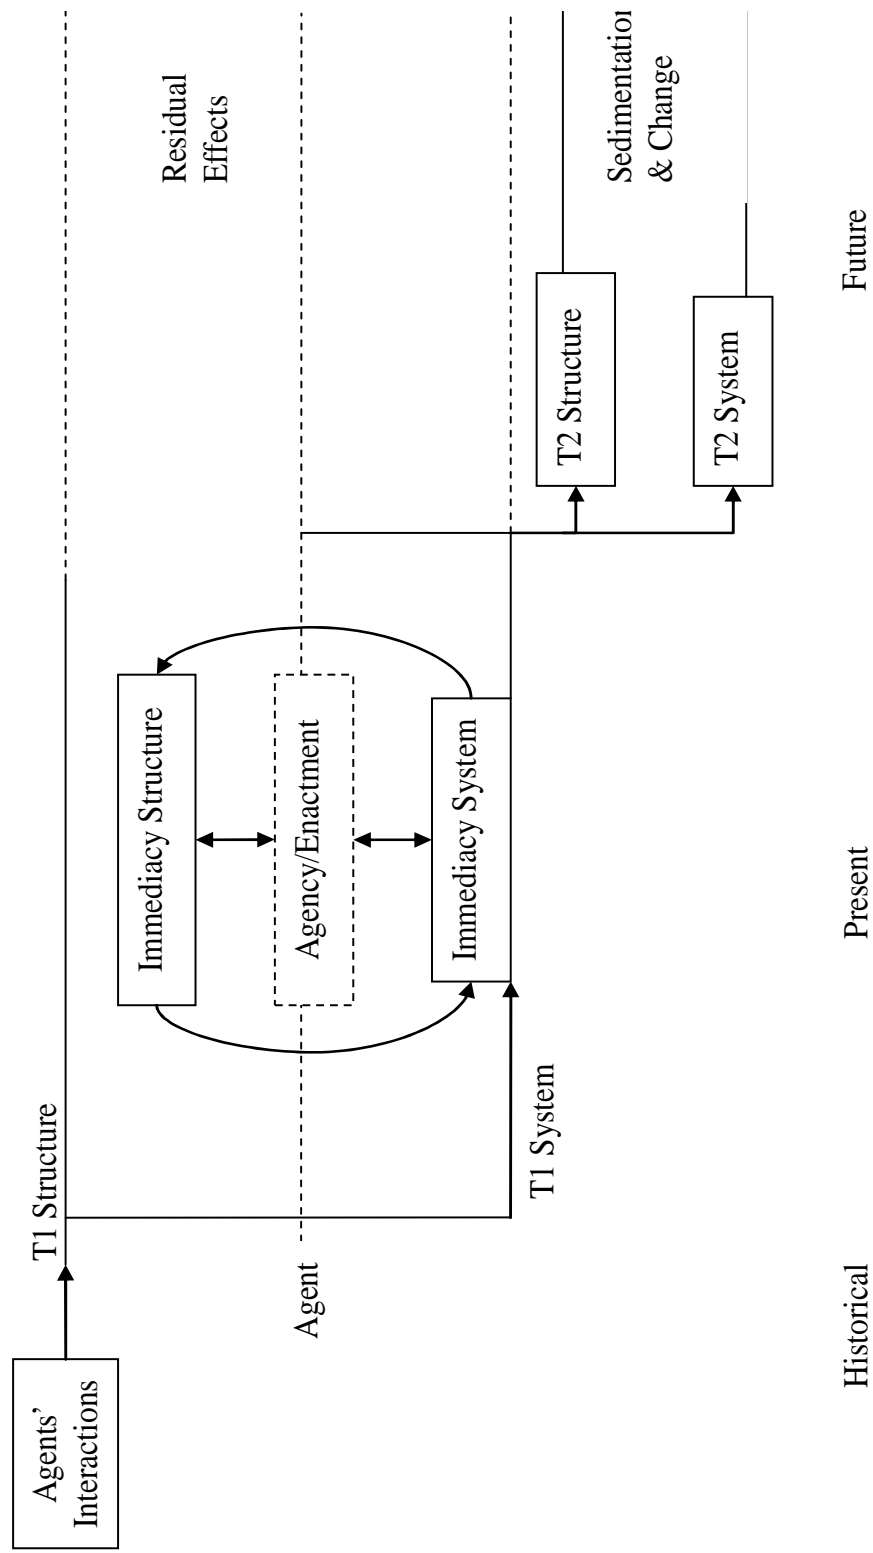 Agents’
Interactions
T1 Structure
Agent
T1 System
Immediacy Structure
Agency/Enactment
Immediacy System
Residual
Effects
T2 Structure
T2 System
Sedimentation
& Change
Historical
Present
Future